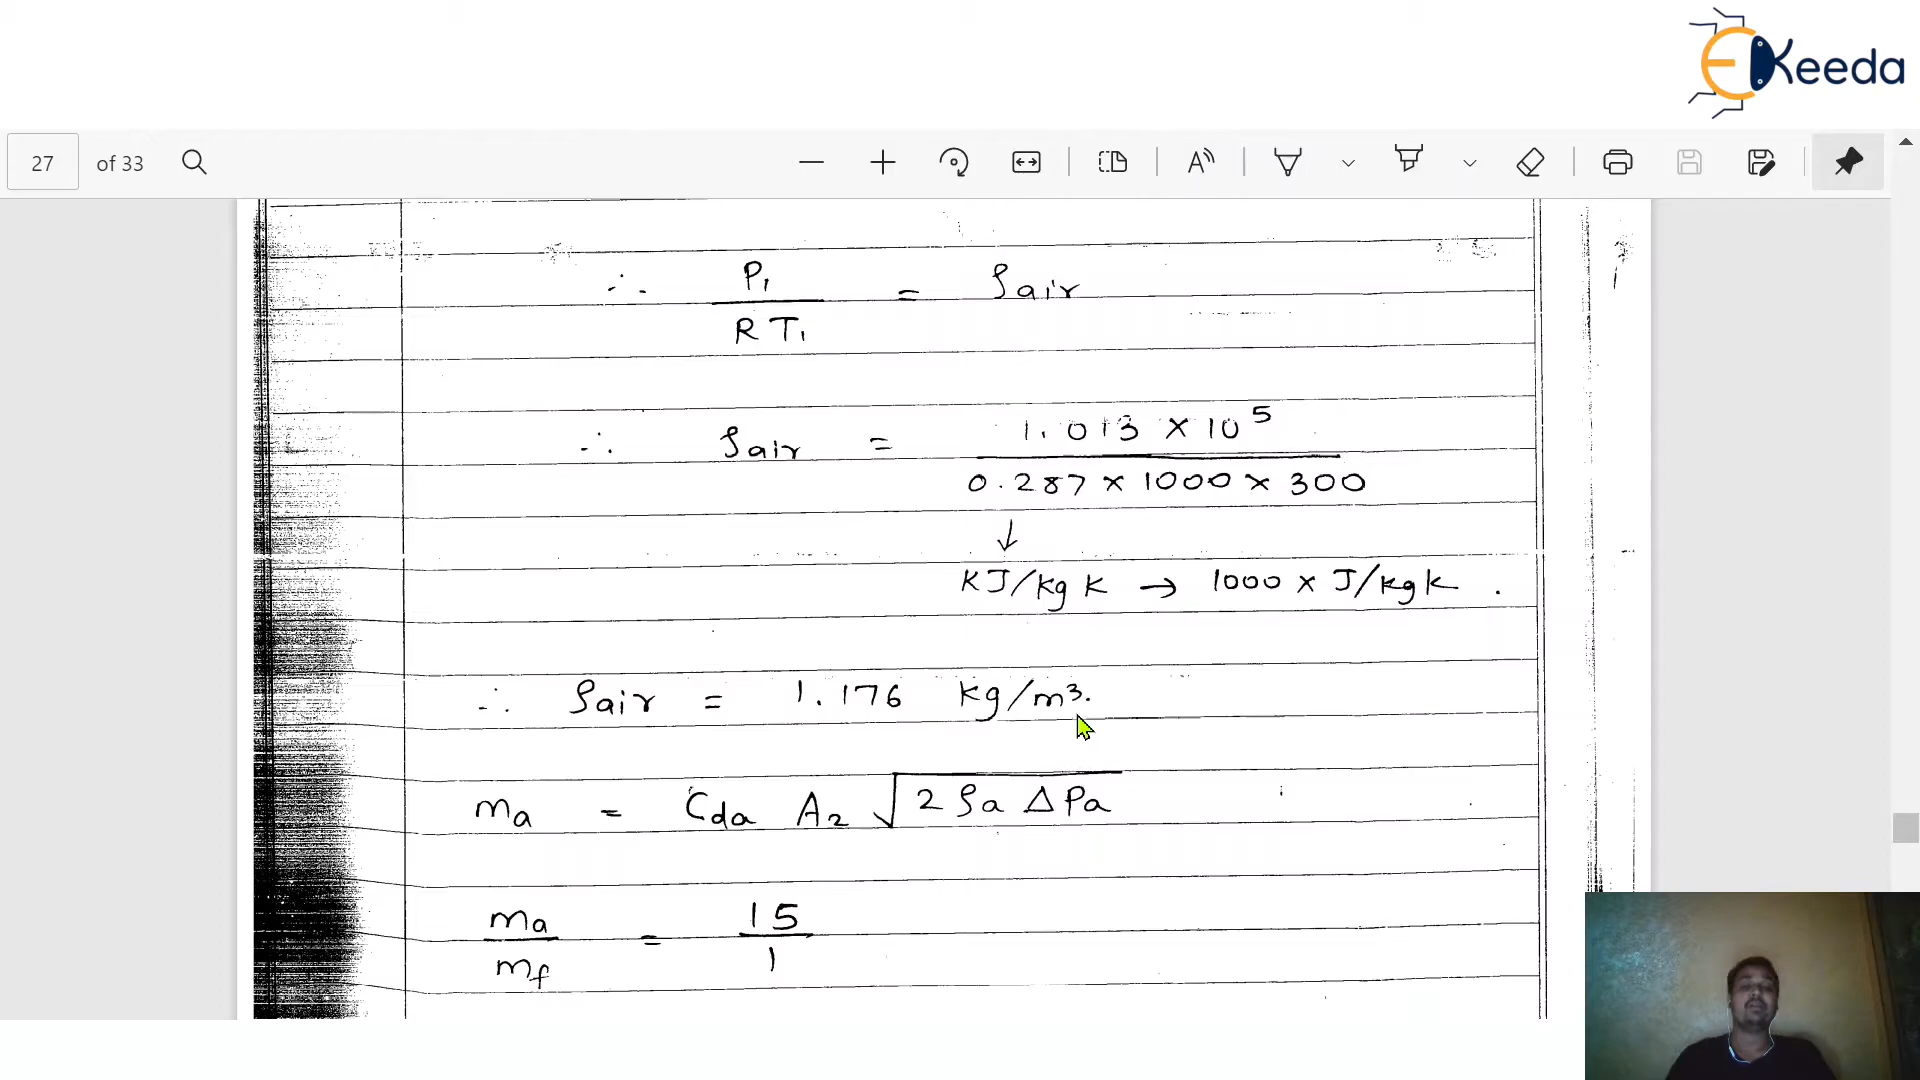 EKeeda
27 of 33
∴ P₁ / R T₁ = ρair
∴ ρair = 1.013 × 10⁵ / 0.287 × 1000 × 300
↓
KJ/kg K → 1000 × J/kg K .
∴ ρair = 1.176 kg/m³.
ma = Cda A₂ √2 ρa ΔPa
ma / mf = 15 / 1